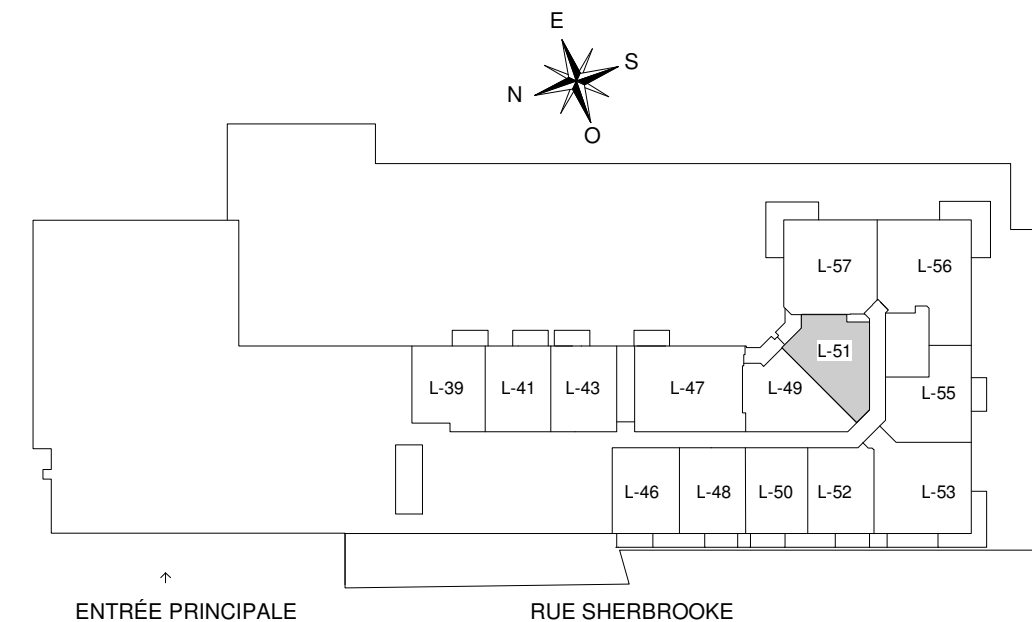 E
S
N
O
L-57
L-56
L-51
L-39
L-41
L-43
L-47
L-49
L-55
L-46
L-48
L-50
L-52
L-53
ENTRÉE PRINCIPALE
RUE SHERBROOKE